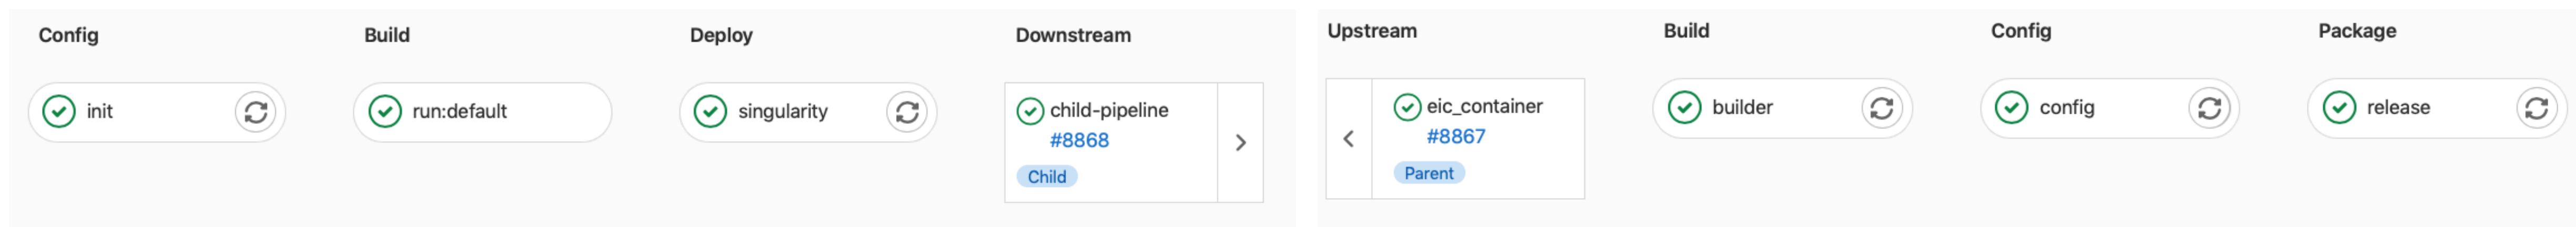 Config
Build
Deploy
Downstream
init
run:default
singularity
child-pipeline
#8868
Child
Upstream
Build
Config
Package
eic_container
#8867
Parent
builder
config
release